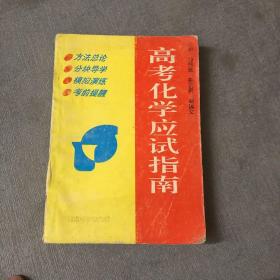 方法总论
分块导学
模拟演练
考前提醒
高考化学应试指南